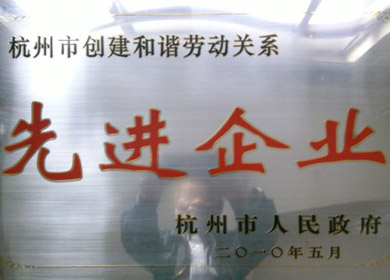 杭州市创建和谐劳动关系
先进企业
杭州市人民政府
二〇一〇年五月